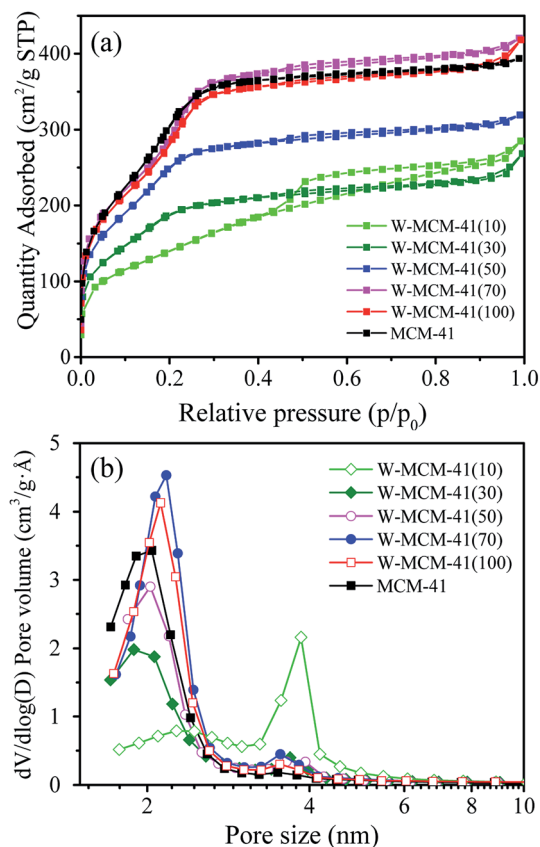 (a)
Quantity Adsorbed (cm²/g STP)
400
300
200
100
0
W-MCM-41(10)
W-MCM-41(30)
W-MCM-41(50)
W-MCM-41(70)
W-MCM-41(100)
MCM-41
0.0 0.2 0.4 0.6 0.8 1.0
Relative pressure (p/p₀)
(b)
dV/dlog(D) Pore volume (cm³/g·Å)
5
4
3
2
1
0
W-MCM-41(10)
W-MCM-41(30)
W-MCM-41(50)
W-MCM-41(70)
W-MCM-41(100)
MCM-41
2 4 6 8 10
Pore size (nm)